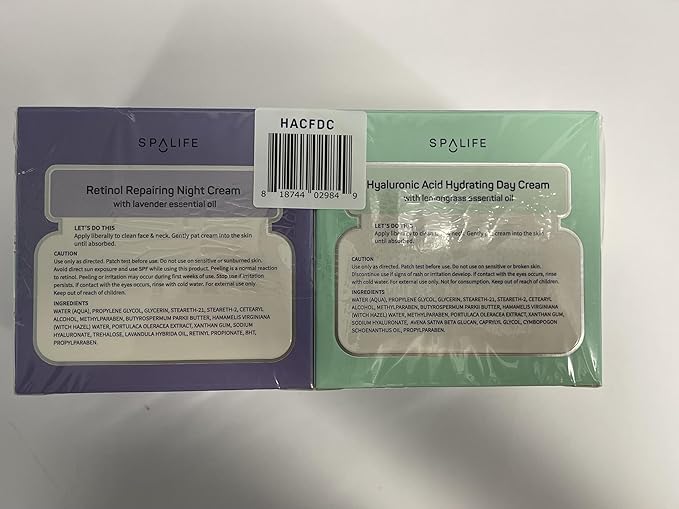 HACFDC
8 18744 02984 9
SPALIFE
Retinol Repairing Night Cream
with lavender essential oil
LET'S DO THIS
Apply liberally to clean face & neck. Gently pat cream into the skin
until absorbed.
CAUTION
Use only as directed. Patch test before use. Do not use on sensitive or sunburned skin.
Avoid direct sun exposure and use SPF while using this product. Peeling is a normal reaction
to retinol. Peeling or irritation may occur during first weeks of use. Stop use if irritation
persists. If contact with the eyes occurs, rinse with cold water. For external use only.
Keep out of reach of children.
INGREDIENTS
WATER (AQUA), PROPYLENE GLYCOL, GLYCERIN, STEARETH-21, STEARETH-2, CETEARYL
ALCOHOL, METHYLPARABEN, BUTYROSPERMUM PARKII BUTTER, HAMAMELIS VIRGINIANA
(WITCH HAZEL) WATER, PORTULACA OLERACEA EXTRACT, XANTHAN GUM, SODIUM
HYALURONATE, TREHALOSE, LAVANDULA HYBRIDA OIL, RETINYL PROPIONATE, BHT,
PROPYLPARABEN.
SPALIFE
Hyaluronic Acid Hydrating Day Cream
with lemongrass essential oil
LET'S DO THIS
Apply liberally to clean face & neck. Gently pat cream into the skin
until absorbed.
CAUTION
Use only as directed. Patch test before use. Do not use on sensitive or broken skin.
Discontinue use if signs of rash or irritation develop. If contact with the eyes occurs, rinse
with cold water. For external use only. Not for consumption. Keep out of reach of children.
INGREDIENTS
WATER (AQUA), PROPYLENE GLYCOL, GLYCERIN, STEARETH-21, STEARETH-2, CETEARYL
ALCOHOL, METHYLPARABEN, BUTYROSPERMUM PARKII BUTTER, HAMAMELIS VIRGINIANA
(WITCH HAZEL) WATER, PORTULACA OLERACEA EXTRACT, XANTHAN GUM,
SODIUM HYALURONATE, AVENA SATIVA BETA GLUCAN, CAPRILYL GLYCOL, CYMBOPOGON
SCHOENANTHUS OIL, PROPYLPARABEN.